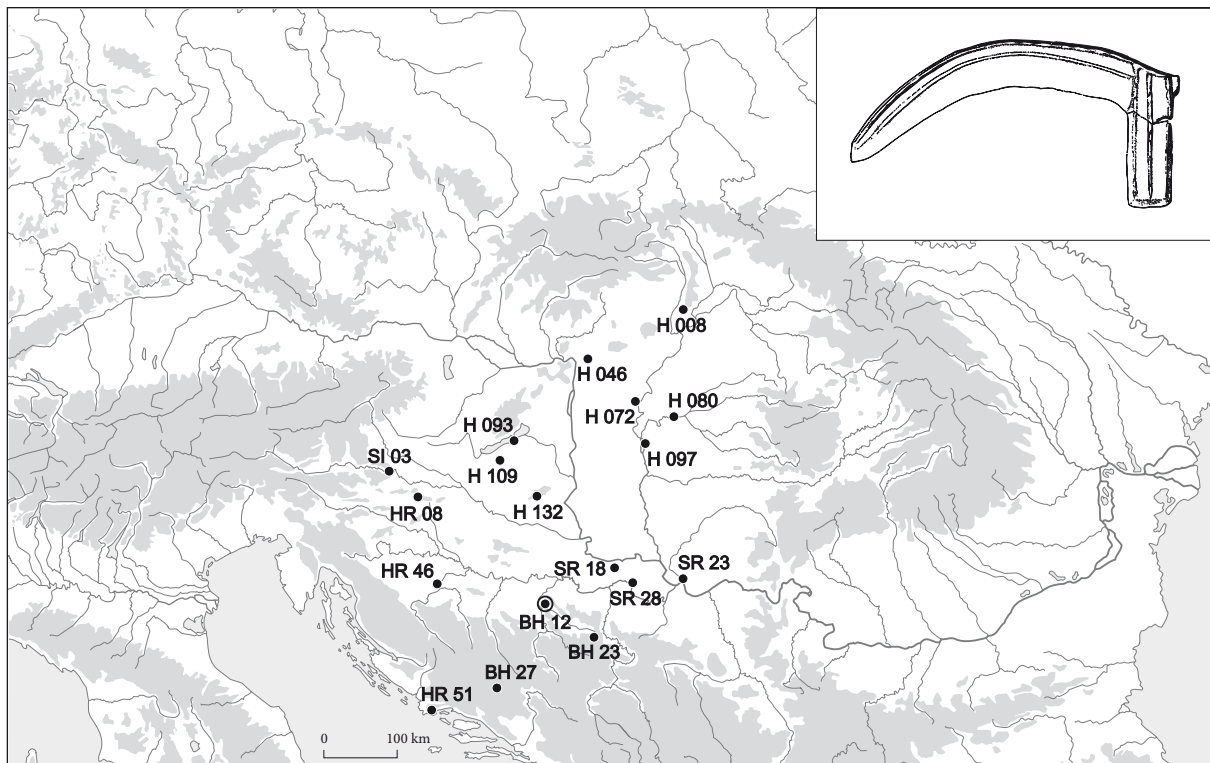 H 008
H 046
H 072
H 080
H 093
H 097
SI 03
H 109
HR 08
H 132
SR 18
SR 23
HR 46
SR 28
BH 12
BH 23
BH 27
HR 51
0
100 km